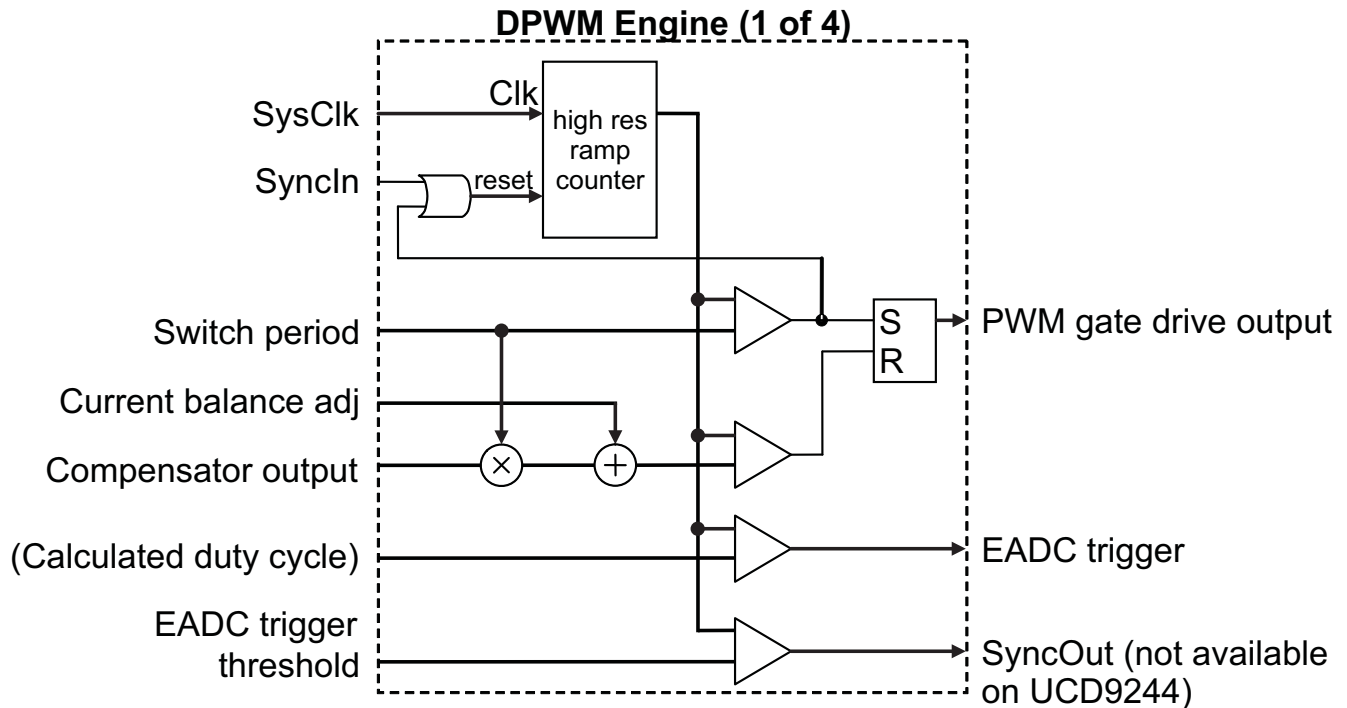 DPWM Engine (1 of 4)
SysClk
Clk
high res
ramp
counter
SyncIn
reset
Switch period
S
R
PWM gate drive output
Current balance adj
Compensator output
×
+
(Calculated duty cycle)
EADC trigger
EADC trigger
threshold
SyncOut (not available
on UCD9244)